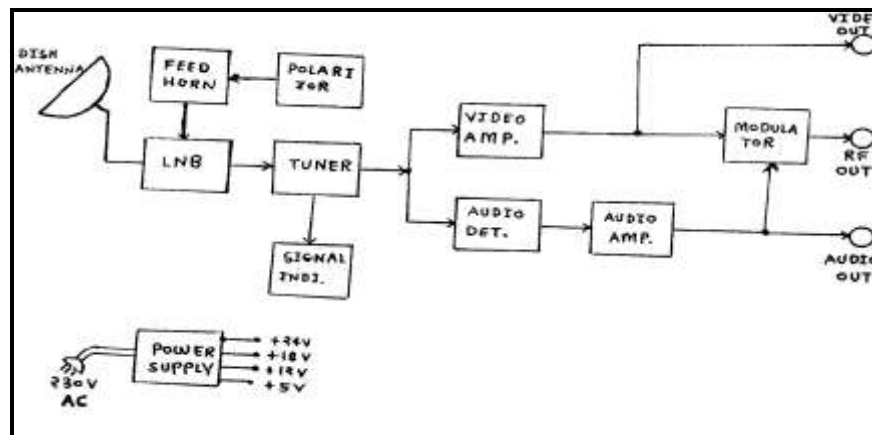 VIDEO
OUT
DISH
ANTENNA
FEED
HORN
POLARI
ZOR
VIDEO
AMP.
MODULA
TOR
RF
OUT
LNB
TUNER
AUDIO
DET.
AUDIO
AMP.
AUDIO
OUT
SIGNAL
INDI.
POWER
SUPPLY
+24V
+18V
+12V
+5V
230V
AC